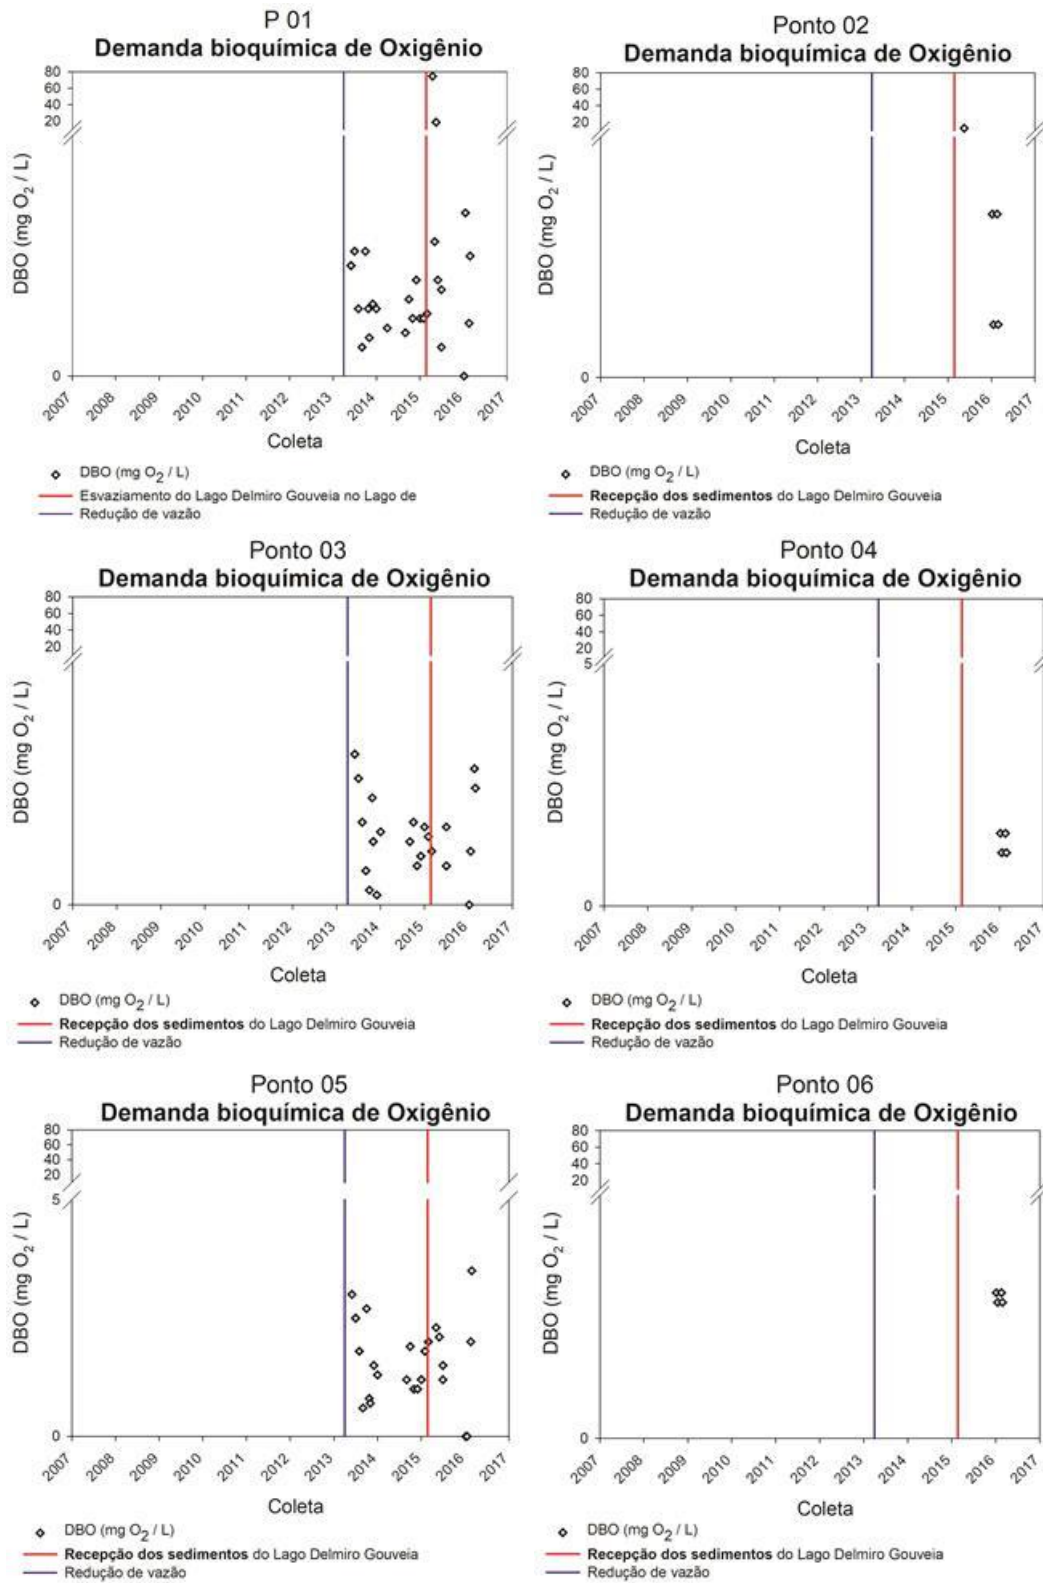 P 01
Demanda bioquímica de Oxigênio
80
60
40
20
0
DBO (mg O2 / L)
2007 2008 2009 2010 2011 2012 2013 2014 2015 2016 2017
Coleta
DBO (mg O2 / L)
Esvaziamento do Lago Delmiro Gouveia no Lago de
Redução de vazão
Ponto 02
Demanda bioquímica de Oxigênio
80
60
40
20
0
DBO (mg O2 / L)
2007 2008 2009 2010 2011 2012 2013 2014 2015 2016 2017
Coleta
DBO (mg O2 / L)
Recepção dos sedimentos do Lago Delmiro Gouveia
Redução de vazão
Ponto 03
Demanda bioquímica de Oxigênio
80
60
40
20
0
DBO (mg O2 / L)
2007 2008 2009 2010 2011 2012 2013 2014 2015 2016 2017
Coleta
DBO (mg O2 / L)
Recepção dos sedimentos do Lago Delmiro Gouveia
Redução de vazão
Ponto 04
Demanda bioquímica de Oxigênio
80
60
40
20
5
0
DBO (mg O2 / L)
2007 2008 2009 2010 2011 2012 2013 2014 2015 2016 2017
Coleta
DBO (mg O2 / L)
Recepção dos sedimentos do Lago Delmiro Gouveia
Redução de vazão
Ponto 05
Demanda bioquímica de Oxigênio
80
60
40
20
5
0
DBO (mg O2 / L)
2007 2008 2009 2010 2011 2012 2013 2014 2015 2016 2017
Coleta
DBO (mg O2 / L)
Recepção dos sedimentos do Lago Delmiro Gouveia
Redução de vazão
Ponto 06
Demanda bioquímica de Oxigênio
80
60
40
20
0
DBO (mg O2 / L)
2007 2008 2009 2010 2011 2012 2013 2014 2015 2016 2017
Coleta
DBO (mg O2 / L)
Recepção dos sedimentos do Lago Delmiro Gouveia
Redução de vazão